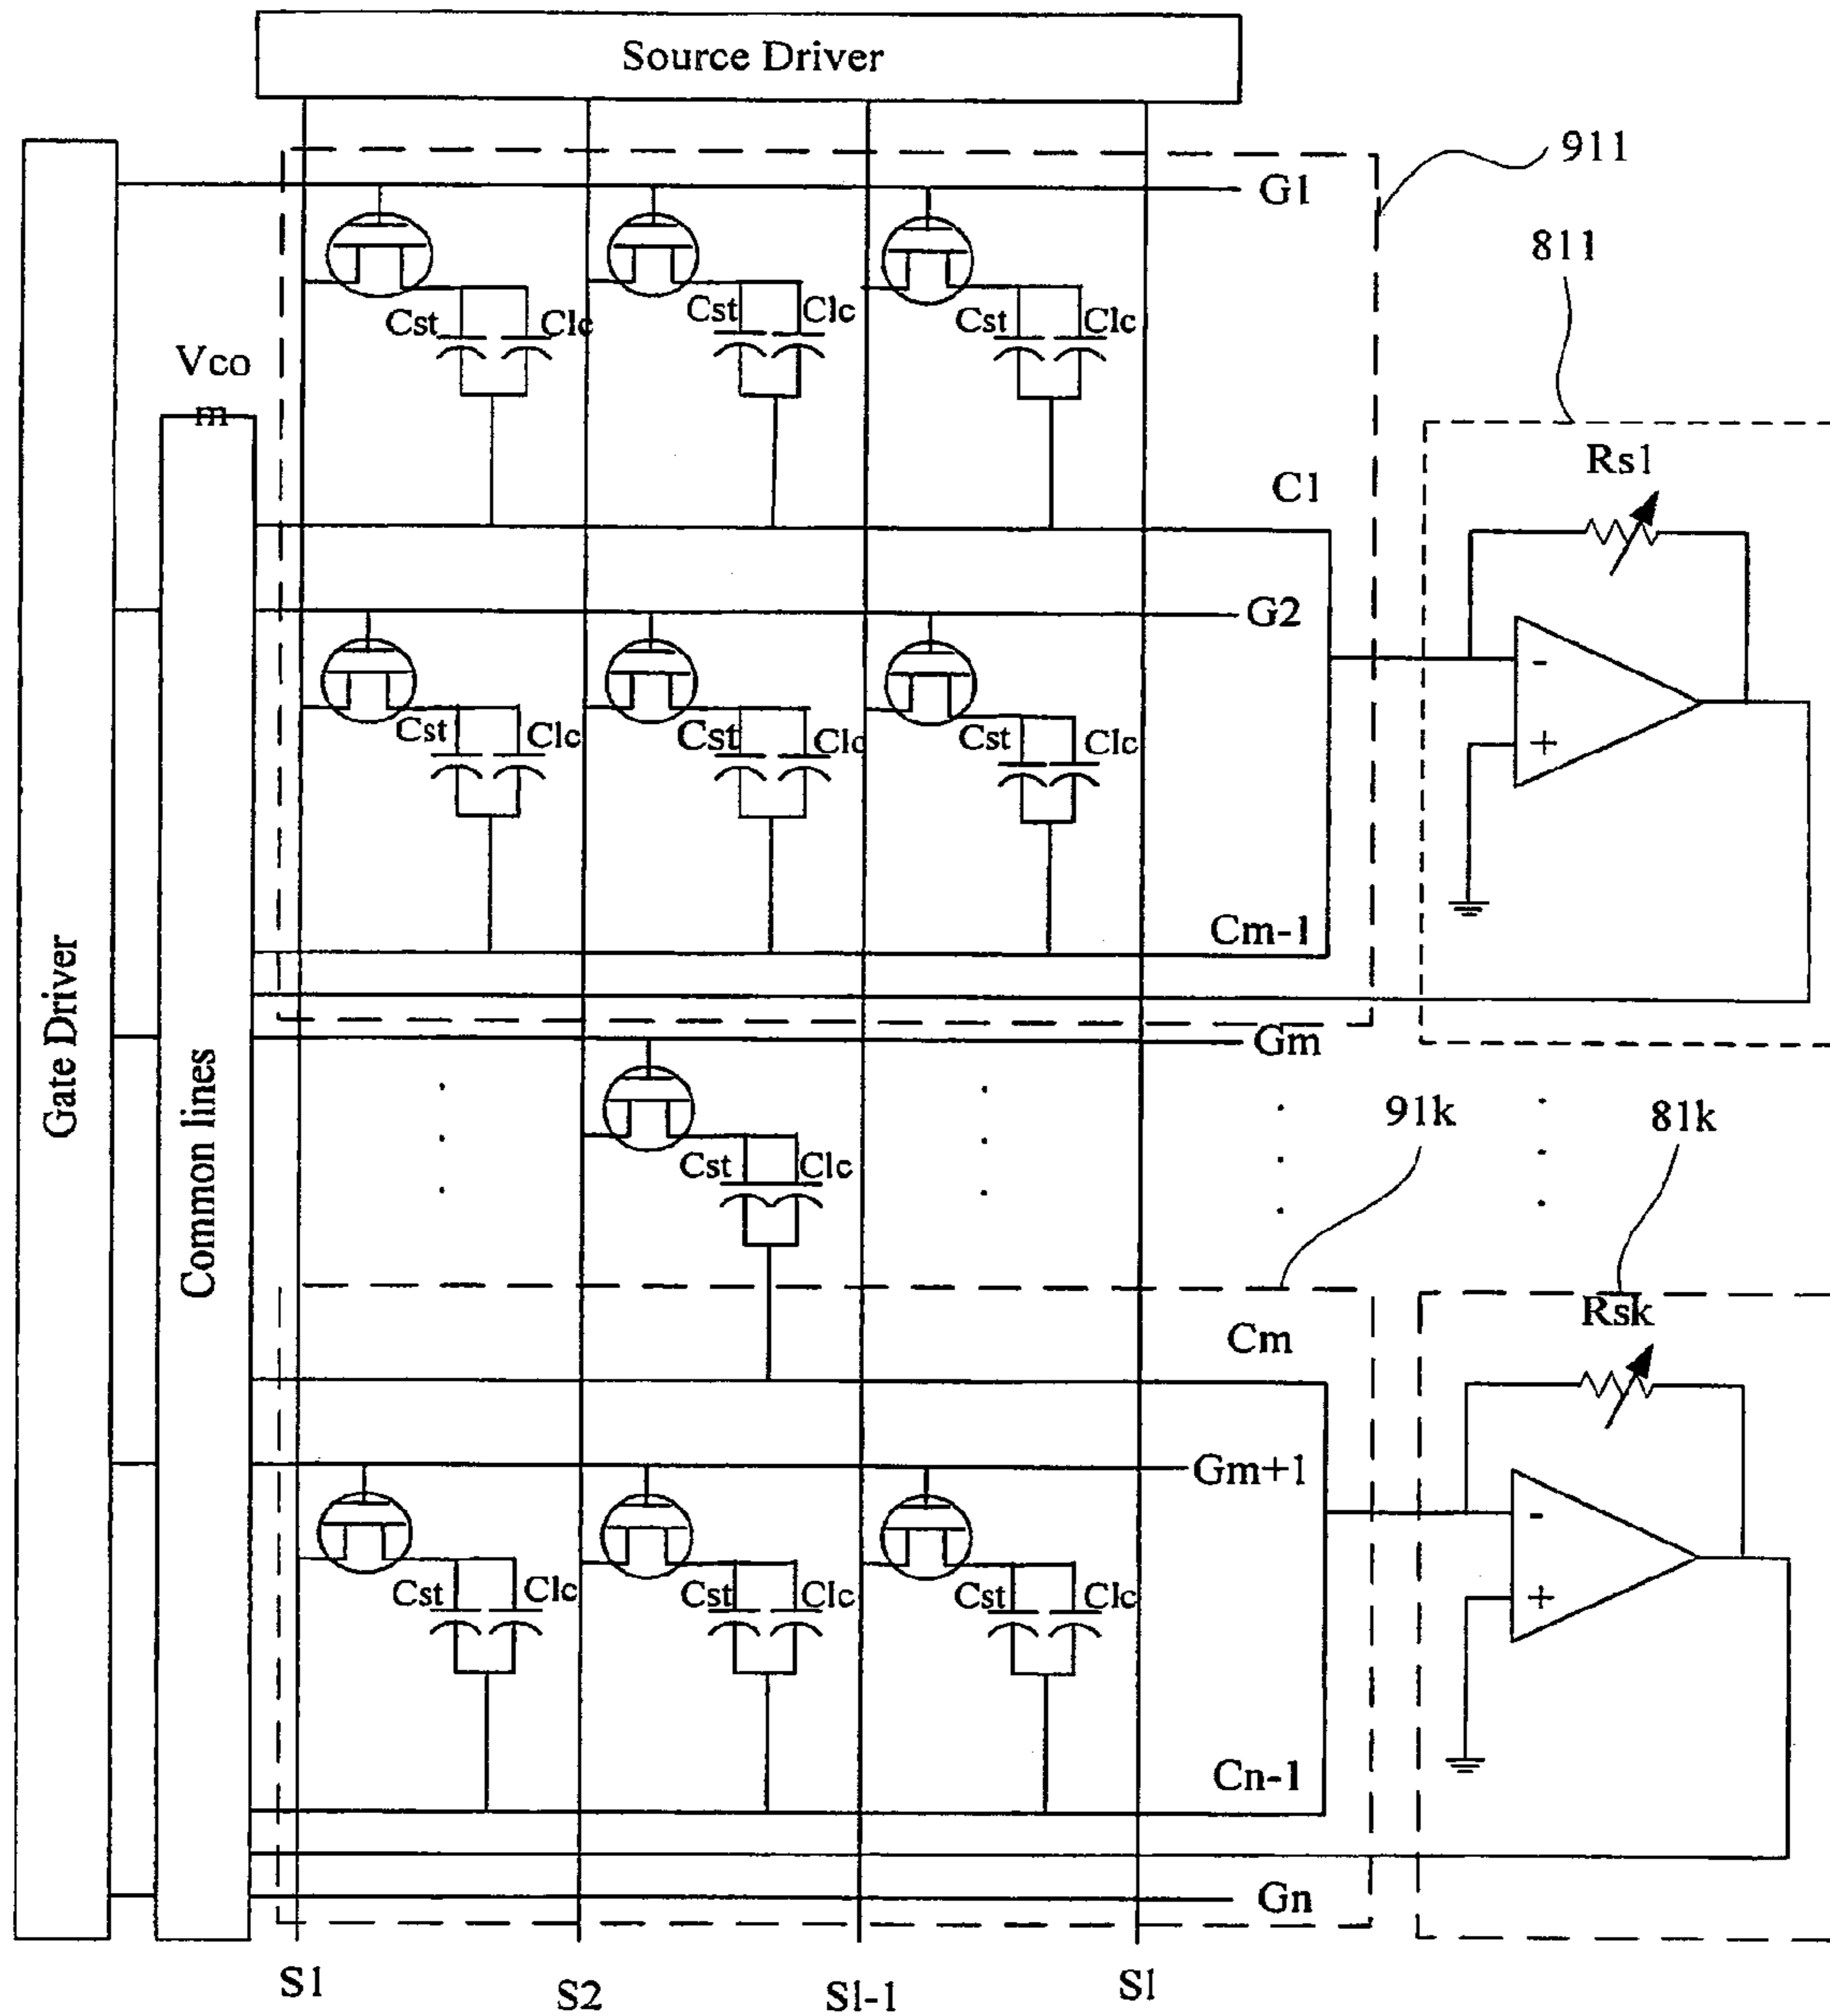 Source Driver
911
G1
811
Cst Clc Cst Clc Cst Clc
Vco
m
Rs1
C1
G2
-
Cst Clc Cst Clc Cst Clc
+
Cm-1
Gate Driver
Common lines
Gm
91k
81k
Cst Clc
Rsk
Cm
Gm+1
-
Cst Clc Cst Clc Cst Clc
+
Cn-1
Gn
S1 S2 Sl-1 Sl